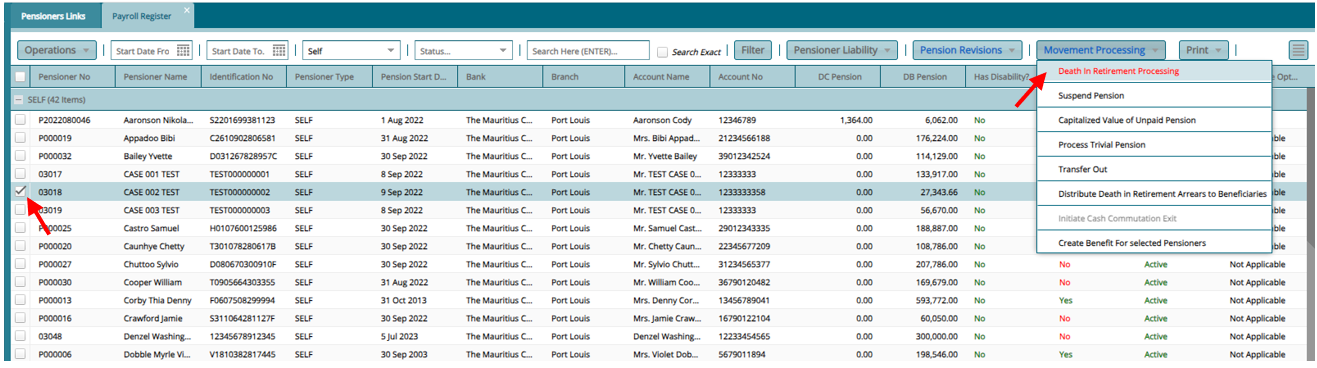 Pensioners Links Payroll Register
Operations Start Date Fro Start Date To. Self Status... Search Here (ENTER)... Search Exact Filter Pensioner Liability Pension Revisions Movement Processing Print
Pensioner No Pensioner Name Identification No Pensioner Type Pension Start D... Bank Branch Account Name Account No DC Pension DB Pension Has Disability? Opt...
Death In Retirement Processing
Suspend Pension
Capitalized Value of Unpaid Pension
Process Trivial Pension
Transfer Out
Distribute Death in Retirement Arrears to Beneficiaries
Initiate Cash Commutation Exit
Create Benefit For selected Pensioners
SELF (42 Items)
P2022080046 Aaronson Nikola... S2201699381123 SELF 1 Aug 2022 The Mauritius C... Port Louis Aaronson Cody 12346789 1,364.00 6,062.00 No
P000019 Appadoo Bibi C2610902806581 SELF 31 Aug 2022 The Mauritius C... Port Louis Mrs. Bibi Appad... 21234566188 0.00 176,224.00 No ble
P000032 Bailey Yvette D031267828957C SELF 30 Sep 2022 The Mauritius C... Port Louis Mr. Yvette Bailey 39012342524 0.00 114,129.00 No ble
03017 CASE 001 TEST TEST000000001 SELF 8 Sep 2022 The Mauritius C... Port Louis Mr. TEST CASE 0... 12333333 0.00 133,917.00 No ble
03018 CASE 002 TEST TEST000000002 SELF 9 Sep 2022 The Mauritius C... Port Louis Mr. TEST CASE 0... 1233333358 0.00 27,343.66 No ble
03019 CASE 003 TEST TEST000000003 SELF 8 Sep 2022 The Mauritius C... Port Louis Mr. TEST CASE 0... 12333333 0.00 56,670.00 No ble
P000025 Castro Samuel H0107600125986 SELF 30 Sep 2022 The Mauritius C... Port Louis Mr. Samuel Cast... 29012343335 0.00 188,887.00 No ble
P000020 Caunhye Chetty T301078280617B SELF 30 Sep 2022 The Mauritius C... Port Louis Mr. Chetty Caun... 22345677209 0.00 108,786.00 No ble
P000027 Chuttoo Sylvio D080670300910F SELF 30 Sep 2022 The Mauritius C... Port Louis Mr. Sylvio Chutt... 31234565377 0.00 207,786.00 No No Active Not Applicable
P000030 Cooper William T0905664303355 SELF 31 Aug 2022 The Mauritius C... Port Louis Mr. William Coo... 36790120482 0.00 169,679.00 No No Active Not Applicable
P000013 Corby Thia Denny F0607508299994 SELF 31 Oct 2013 The Mauritius C... Port Louis Mrs. Denny Cor... 13456789041 0.00 593,772.00 No Yes Active Not Applicable
P000016 Crawford Jamie S311064281127F SELF 30 Sep 2022 The Mauritius C... Port Louis Mrs. Jamie Craw... 16790122104 0.00 60,050.00 No No Active Not Applicable
03048 Denzel Washing... 12345678912345 SELF 5 Jul 2023 The Mauritius C... Port Louis Denzel Washing... 12233454565 0.00 300,000.00 No No Active Not Applicable
P000006 Dobble Myrle Vi... V1810382817445 SELF 30 Sep 2003 The Mauritius C... Port Louis Mrs. Violet Dob... 5679011894 0.00 198,546.00 No Yes Active Not Applicable